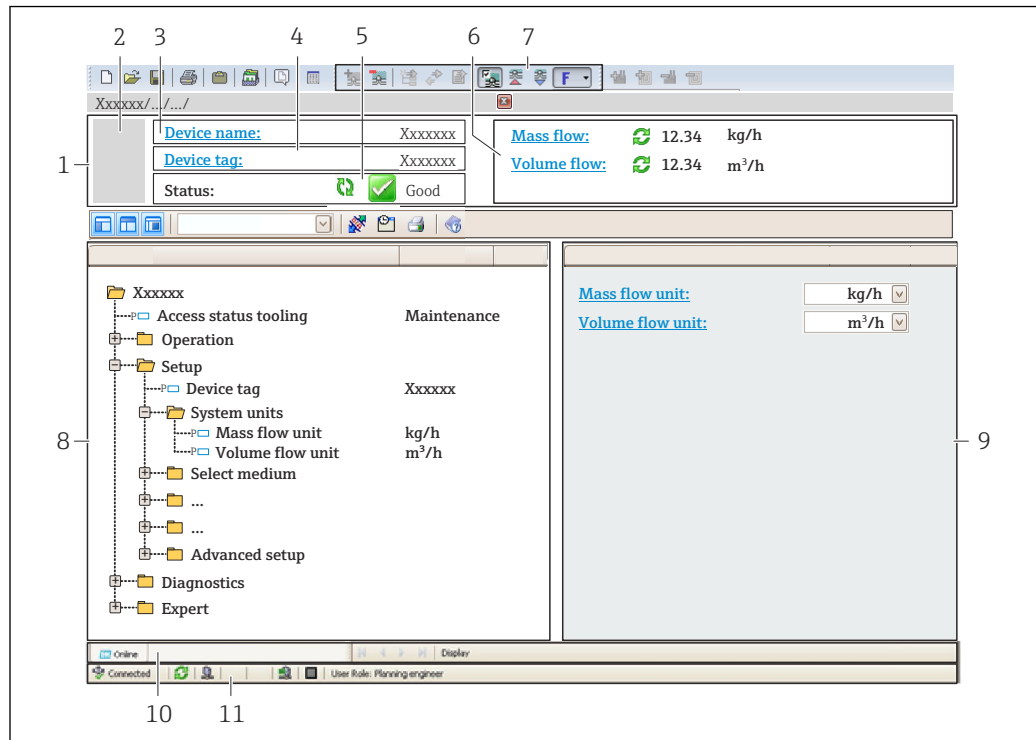 2 3 4 5 6 7
F
Xxxxxx/.../.../
1
Device name: Xxxxxxx
Device tag: Xxxxxxx
Status: Good
Mass flow: 12.34 kg/h
Volume flow: 12.34 m³/h
Xxxxxx
P Access status tooling Maintenance
Operation
Setup
P Device tag Xxxxxx
System units
P Mass flow unit kg/h
P Volume flow unit m³/h
Select medium
...
...
Advanced setup
Diagnostics
Expert
8
Mass flow unit: kg/h
Volume flow unit: m³/h
9
Online Display
Connected User Role: Planning engineer
10 11